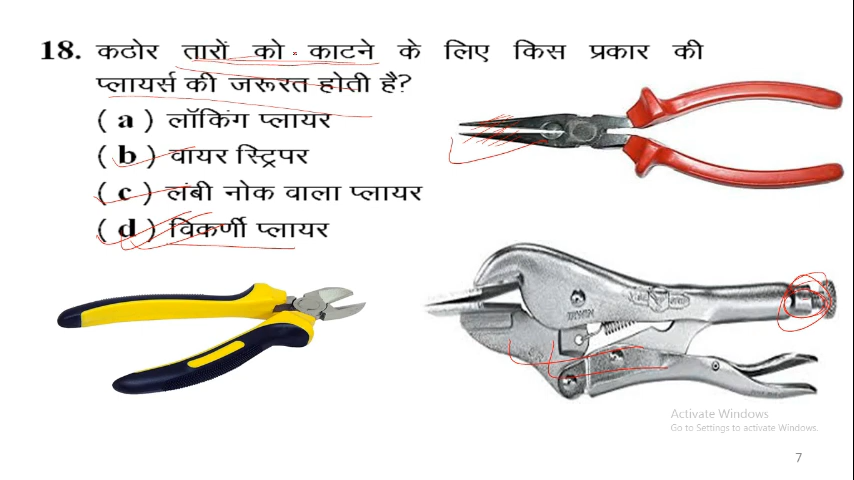 18. कठोर तारों को काटने के लिए किस प्रकार की
प्लायर्स की जरूरत होती है?
( a ) लॉकिंग प्लायर
( b ) वायर स्ट्रिपर
( c ) लंबी नोक वाला प्लायर
( d ) विकर्णी प्लायर
IRWIN
Activate Windows
Go to Settings to activate Windows.
7